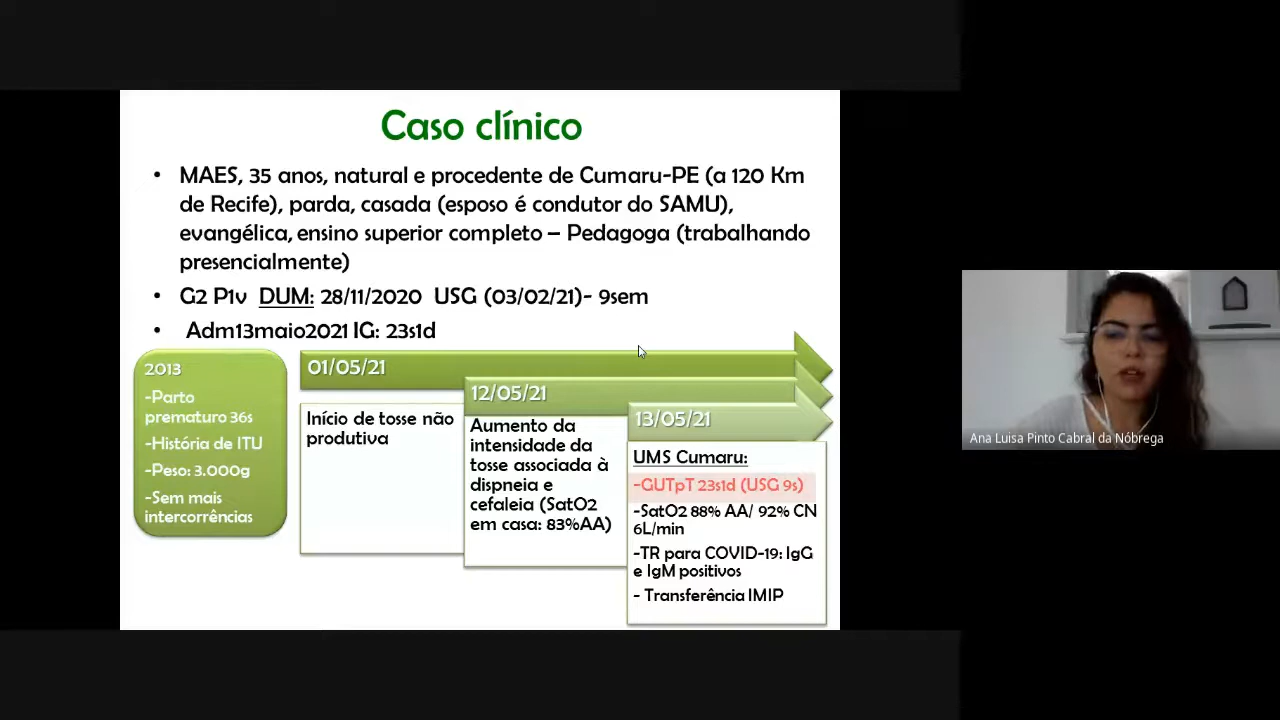 Caso clínico
• MAES, 35 anos, natural e procedente de Cumaru-PE (a 120 Km
de Recife), parda, casada (esposo é condutor do SAMU),
evangélica, ensino superior completo – Pedagoga (trabalhando
presencialmente)
• G2 P1v DUM: 28/11/2020 USG (03/02/21)- 9sem
• Adm13maio2021 IG: 23s1d
2013
-Parto
prematuro 36s
-História de ITU
-Peso: 3.000g
-Sem mais
intercorrências
01/05/21
Início de tosse não
produtiva
12/05/21
Aumento da
intensidade da
tosse associada à
dispneia e
cefaleia (SatO2
em casa: 83%AA)
13/05/21
UMS Cumaru:
-GUTpT 23s1d (USG 9s)
-SatO2 88% AA/ 92% CN
6L/min
-TR para COVID-19: IgG
e IgM positivos
- Transferência IMIP
Ana Luisa Pinto Cabral da Nóbrega